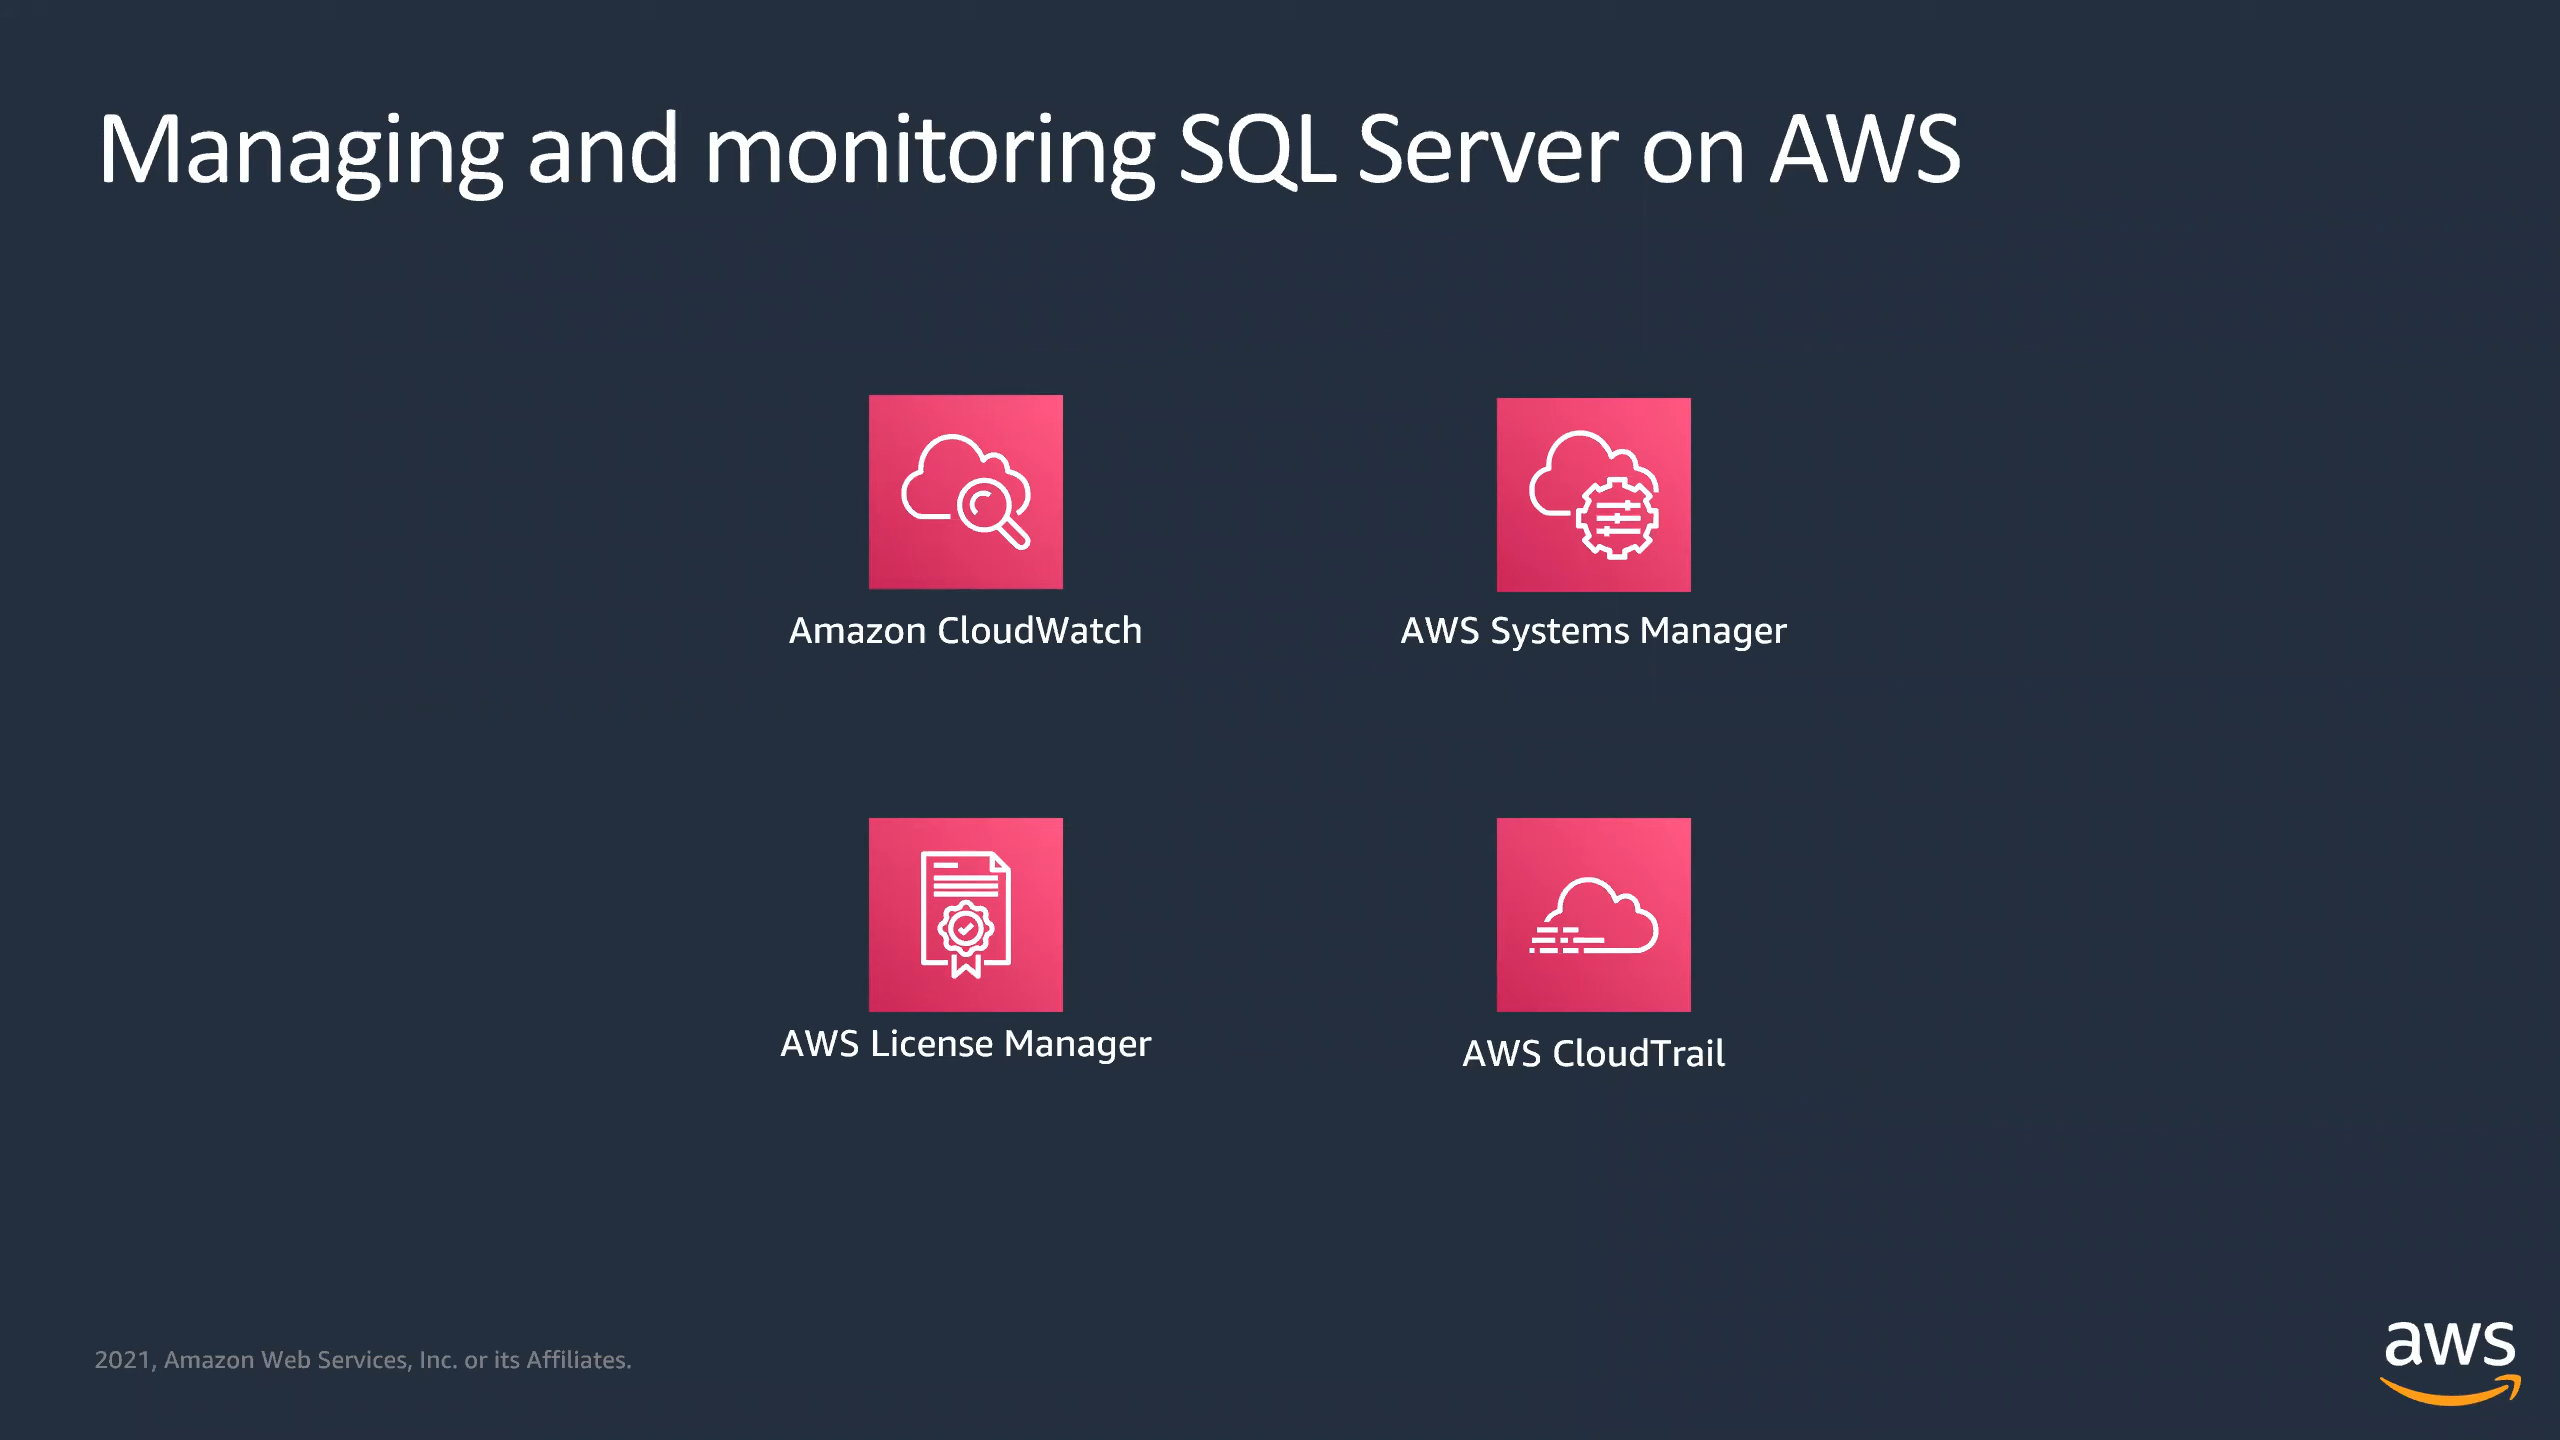 Managing and monitoring SQL Server on AWS
Amazon CloudWatch
AWS Systems Manager
AWS License Manager
AWS CloudTrail
2021, Amazon Web Services, Inc. or its Affiliates.
aws